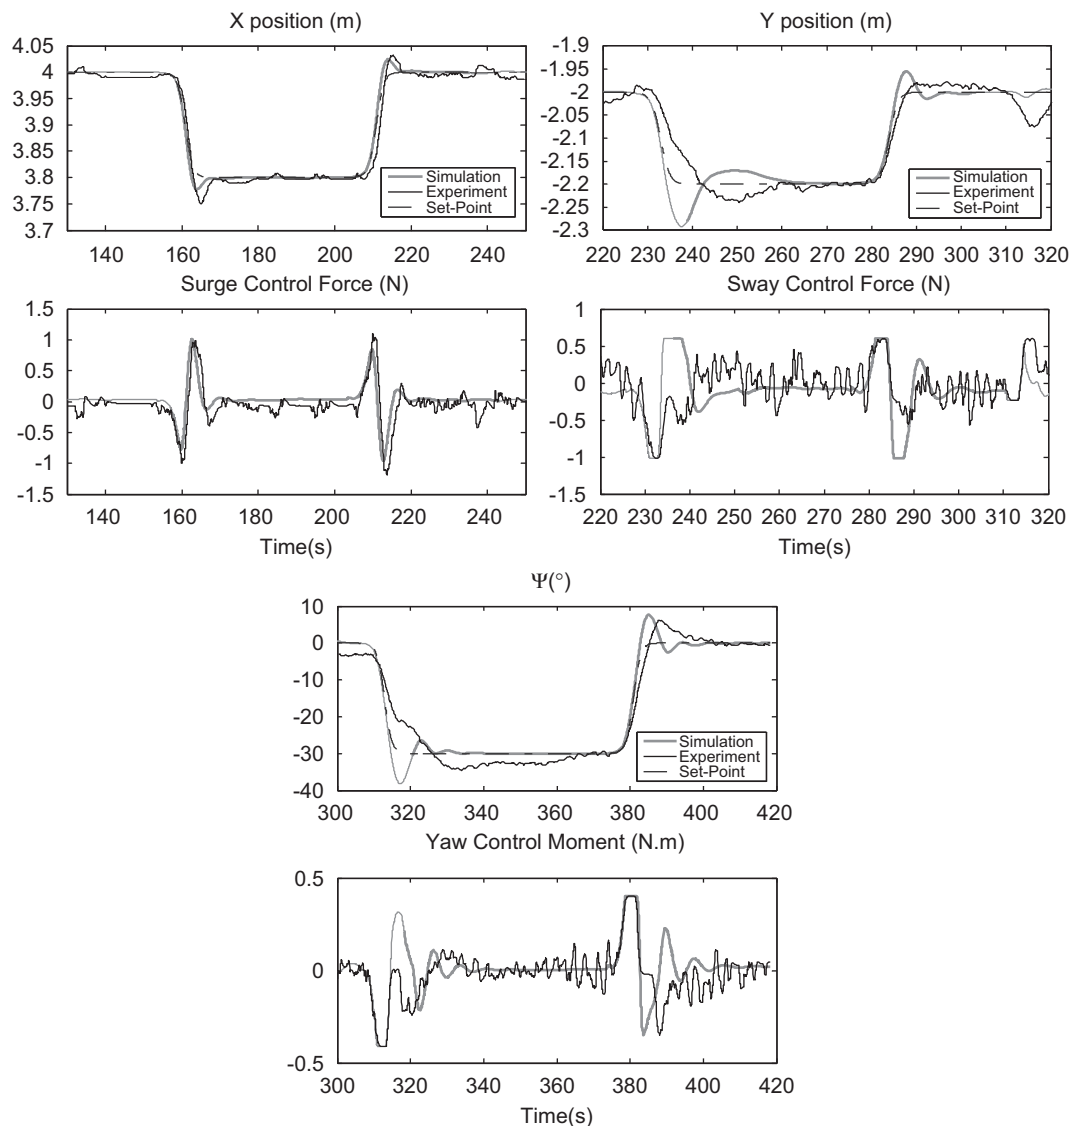 X position (m)
4.05
4
3.95
3.9
3.85
3.8
3.75
3.7
Simulation
Experiment
Set-Point
140 160 180 200 220 240
Surge Control Force (N)
1.5
1
0.5
0
-0.5
-1
-1.5
140 160 180 200 220 240
Time(s)
Y position (m)
-1.9
-1.95
-2
-2.05
-2.1
-2.15
-2.2
-2.25
-2.3
Simulation
Experiment
Set-Point
220 230 240 250 260 270 280 290 300 310 320
Sway Control Force (N)
1
0.5
0
-0.5
-1
-1.5
220 230 240 250 260 270 280 290 300 310 320
Time(s)
Ψ(°)
10
0
-10
-20
-30
-40
Simulation
Experiment
Set-Point
300 320 340 360 380 400 420
Yaw Control Moment (N.m)
0.5
0
-0.5
300 320 340 360 380 400 420
Time(s)